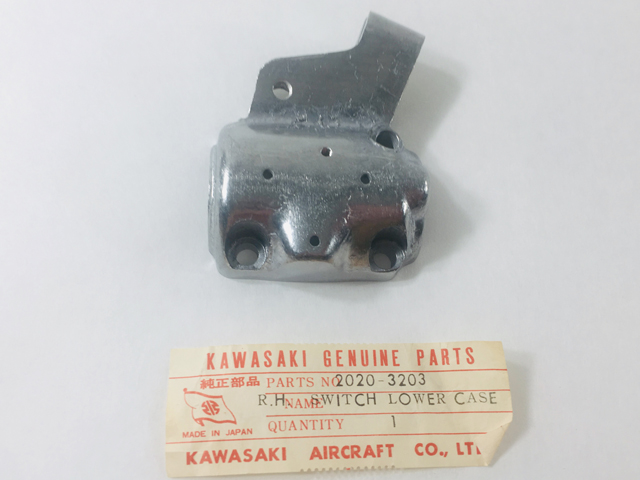 KAWASAKI GENUINE PARTS
純正部品 PARTS NO. 2020-3203
NAME R.H. SWITCH LOWER CASE
MADE IN JAPAN QUANTITY 1
KAWASAKI AIRCRAFT CO., LT